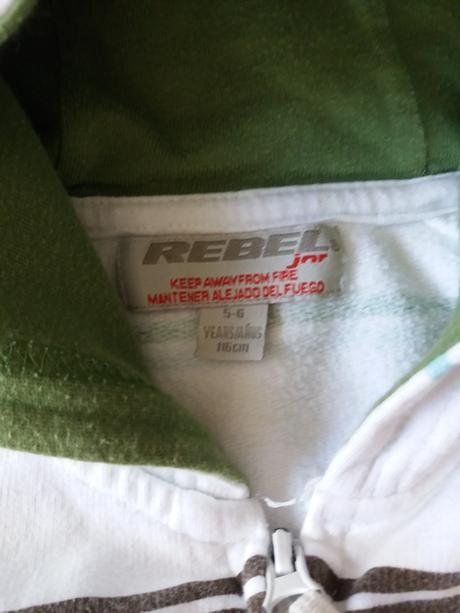 REBEL
jnr
KEEP AWAY FROM FIRE
MANTENER ALEJADO DEL FUEGO
5-6
YEARS/AÑOS
116cm